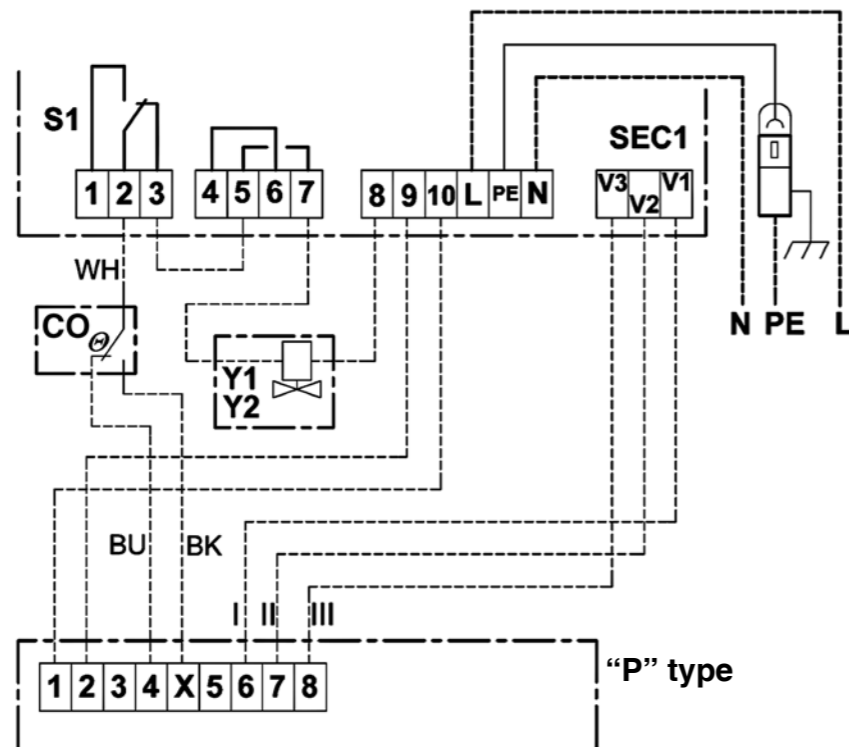 S1
SEC1
1 2 3
4 5 6 7
8 9 10 L PE N
V3 V2 V1
WH
CO
Θ
Y1
Y2
N PE L
BU BK
I II III
1 2 3 4 X 5 6 7 8
“P” type